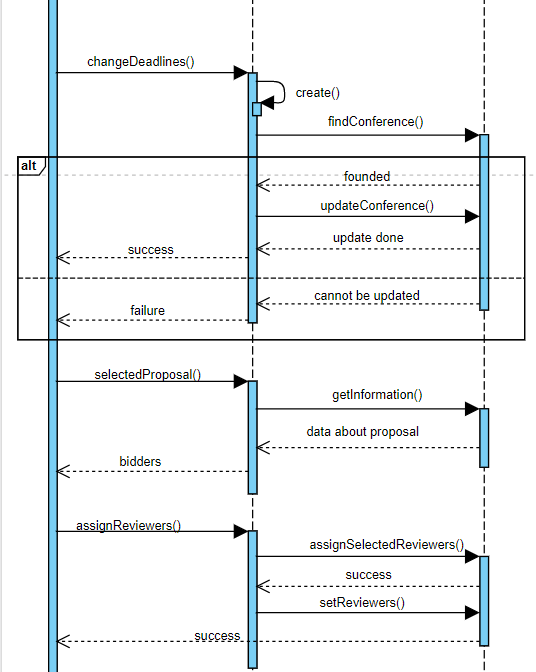 changeDeadlines()
create()
findConference()
alt
founded
updateConference()
update done
success
cannot be updated
failure
selectedProposal()
getInformation()
data about proposal
bidders
assignReviewers()
assignSelectedReviewers()
success
setReviewers()
success